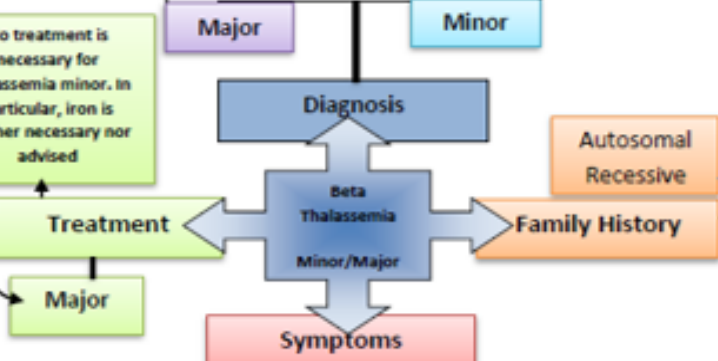 Major
Minor
o treatment is
necessary for
assemia minor. In
rticular, iron is
her necessary nor
advised
Diagnosis
Autosomal
Recessive
Beta
Thalassemia
Minor/Major
Treatment
Family History
Major
Symptoms